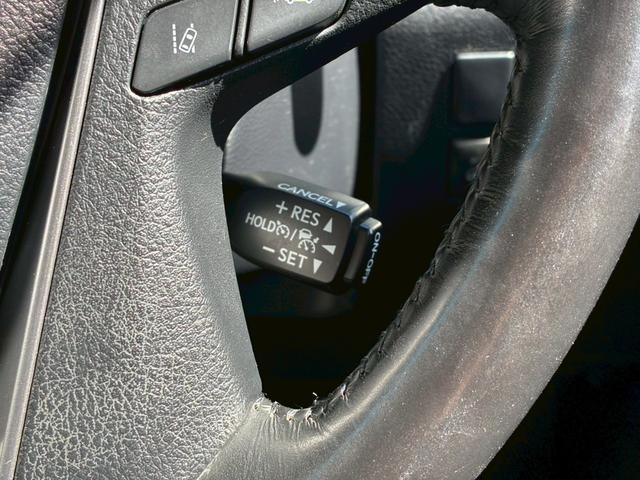 CANCEL
+ RES
HOLD /
− SET
ON-OFF